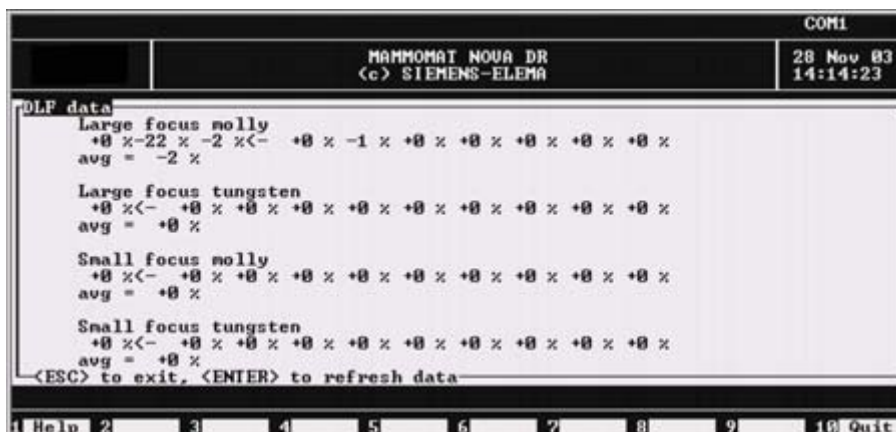 COM1
MAMMOMAT NOVA DR
(c) SIEMENS-ELEMA
28 Nov 03
14:14:23
DLF data
Large focus molly
+0 %-22 % -2 %<- +0 % -1 % +0 % +0 % +0 % +0 % +0 %
avg = -2 %
Large focus tungsten
+0 %<- +0 % +0 % +0 % +0 % +0 % +0 % +0 % +0 % +0 %
avg = +0 %
Small focus molly
+0 %<- +0 % +0 % +0 % +0 % +0 % +0 % +0 % +0 % +0 %
avg = +0 %
Small focus tungsten
+0 %<- +0 % +0 % +0 % +0 % +0 % +0 % +0 % +0 % +0 %
avg = +0 %
<ESC> to exit, <ENTER> to refresh data
1 Help 2 3 4 5 6 7 8 9 10 Quit